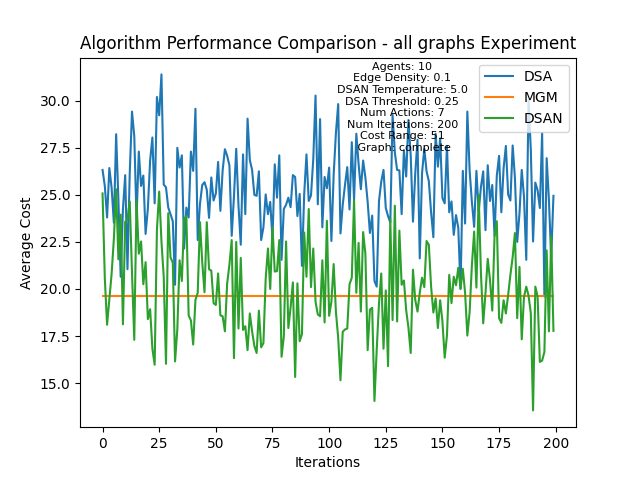 Algorithm Performance Comparison - all graphs Experiment
Agents: 10
Edge Density: 0.1
DSAN Temperature: 5.0
DSA Threshold: 0.25
Num Actions: 7
Num Iterations: 200
Cost Range: 51
Graph: complete
DSA
MGM
DSAN
Average Cost
30.0
27.5
25.0
22.5
20.0
17.5
15.0
0
25
50
75
100
125
150
175
200
Iterations